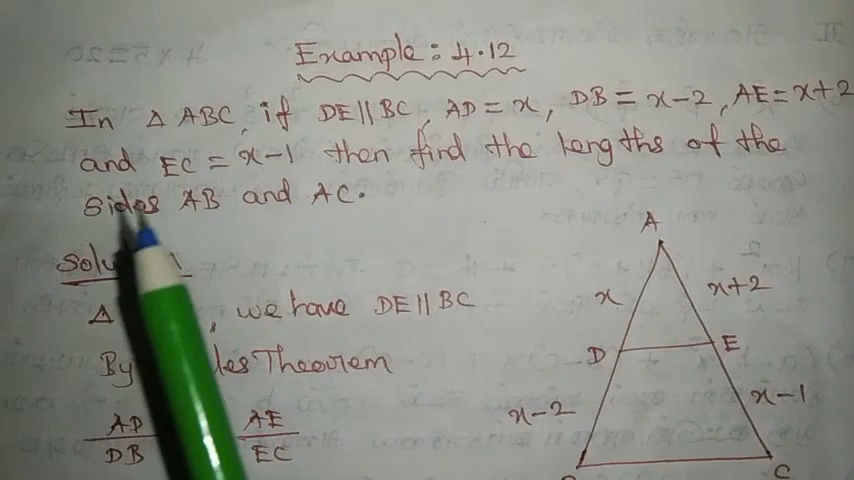 Example: 4.12
In △ ABC, if DE∥BC, AD = x, DB = x-2, AE = x+2
and EC = x-1 then find the lengths of the
sides AB and AC.
△ , we have DE∥BC
By Theorem
AD/DB AE/EC
A
x x+2
D E
x-2 x-1
C